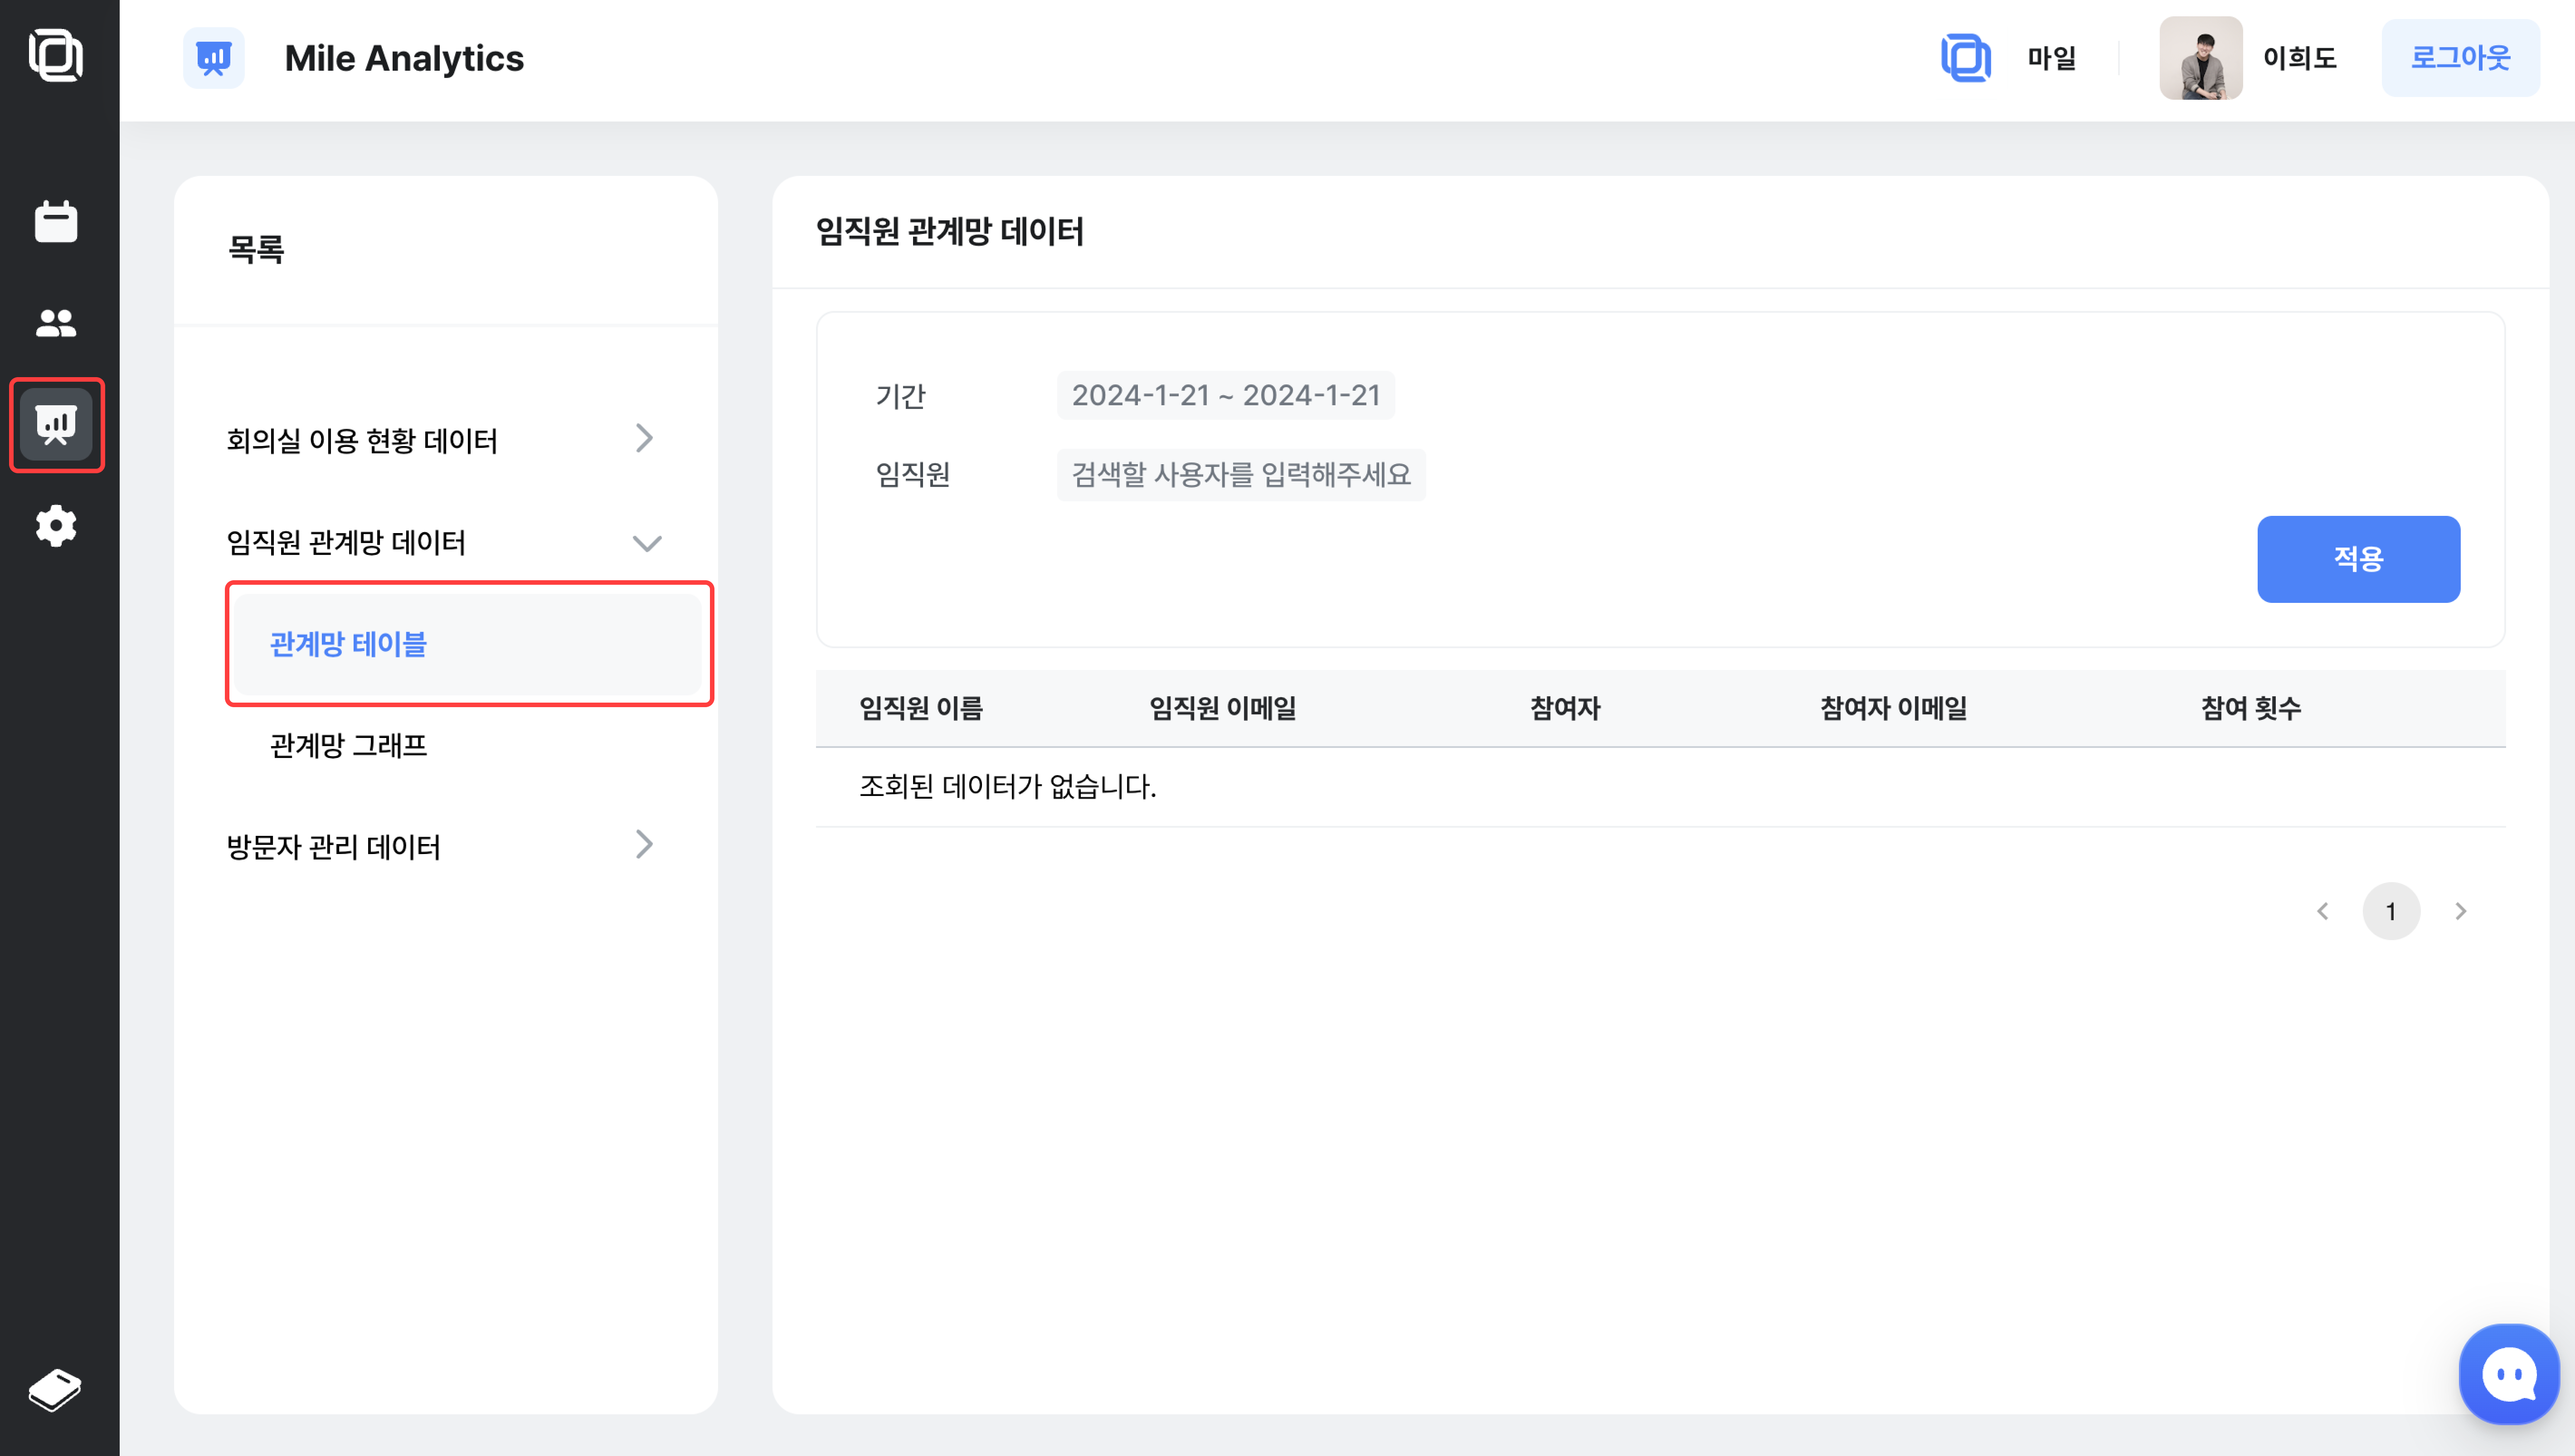 Mile Analytics
마일
이희도
로그아웃
목록
회의실 이용 현황 데이터
임직원 관계망 데이터
관계망 테이블
관계망 그래프
방문자 관리 데이터
임직원 관계망 데이터
기간 2024-1-21 ~ 2024-1-21
임직원 검색할 사용자를 입력해주세요
적용
임직원 이름 임직원 이메일 참여자 참여자 이메일 참여 횟수
조회된 데이터가 없습니다.
1